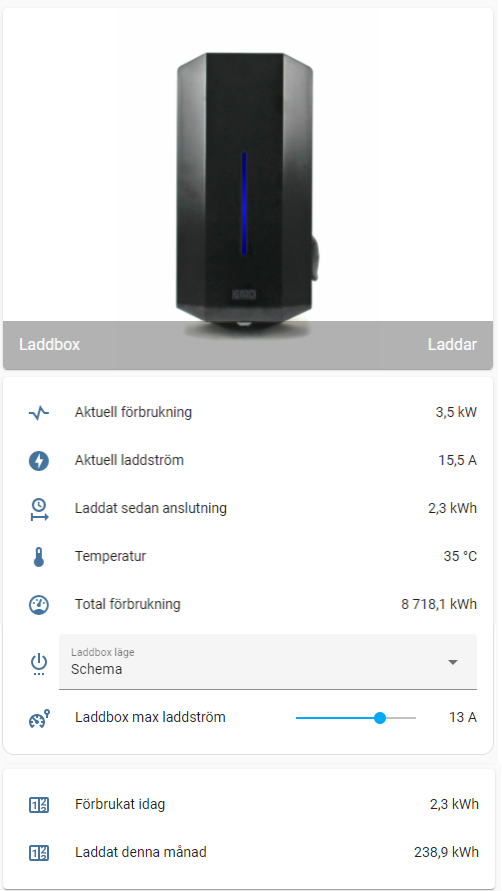 Laddbox Laddar
Aktuell förbrukning 3,5 kW
Aktuell laddström 15,5 A
Laddat sedan anslutning 2,3 kWh
Temperatur 35 °C
Total förbrukning 8 718,1 kWh
Laddbox läge
Schema
Laddbox max laddström 13 A
Förbrukat idag 2,3 kWh
Laddat denna månad 238,9 kWh